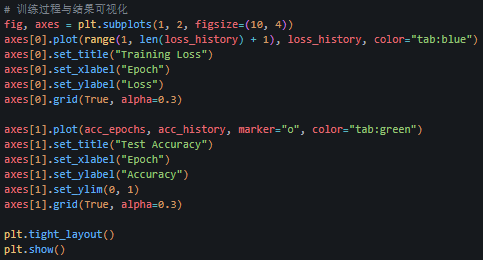 # 训练过程与结果可视化
fig, axes = plt.subplots(1, 2, figsize=(10, 4))
axes[0].plot(range(1, len(loss_history) + 1), loss_history, color="tab:blue")
axes[0].set_title("Training Loss")
axes[0].set_xlabel("Epoch")
axes[0].set_ylabel("Loss")
axes[0].grid(True, alpha=0.3)

axes[1].plot(acc_epochs, acc_history, marker="o", color="tab:green")
axes[1].set_title("Test Accuracy")
axes[1].set_xlabel("Epoch")
axes[1].set_ylabel("Accuracy")
axes[1].set_ylim(0, 1)
axes[1].grid(True, alpha=0.3)

plt.tight_layout()
plt.show()